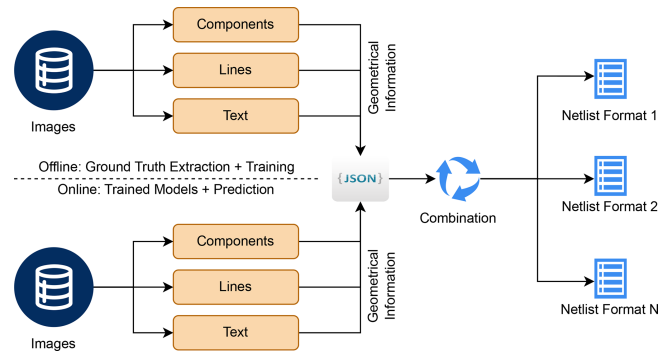 Components
Lines
Text
Images
Geometrical
Information
Offline: Ground Truth Extraction + Training
Online: Trained Models + Prediction
{JSON}
Combination
Netlist Format 1
Netlist Format 2
Netlist Format N
Components
Lines
Text
Images
Geometrical
Information